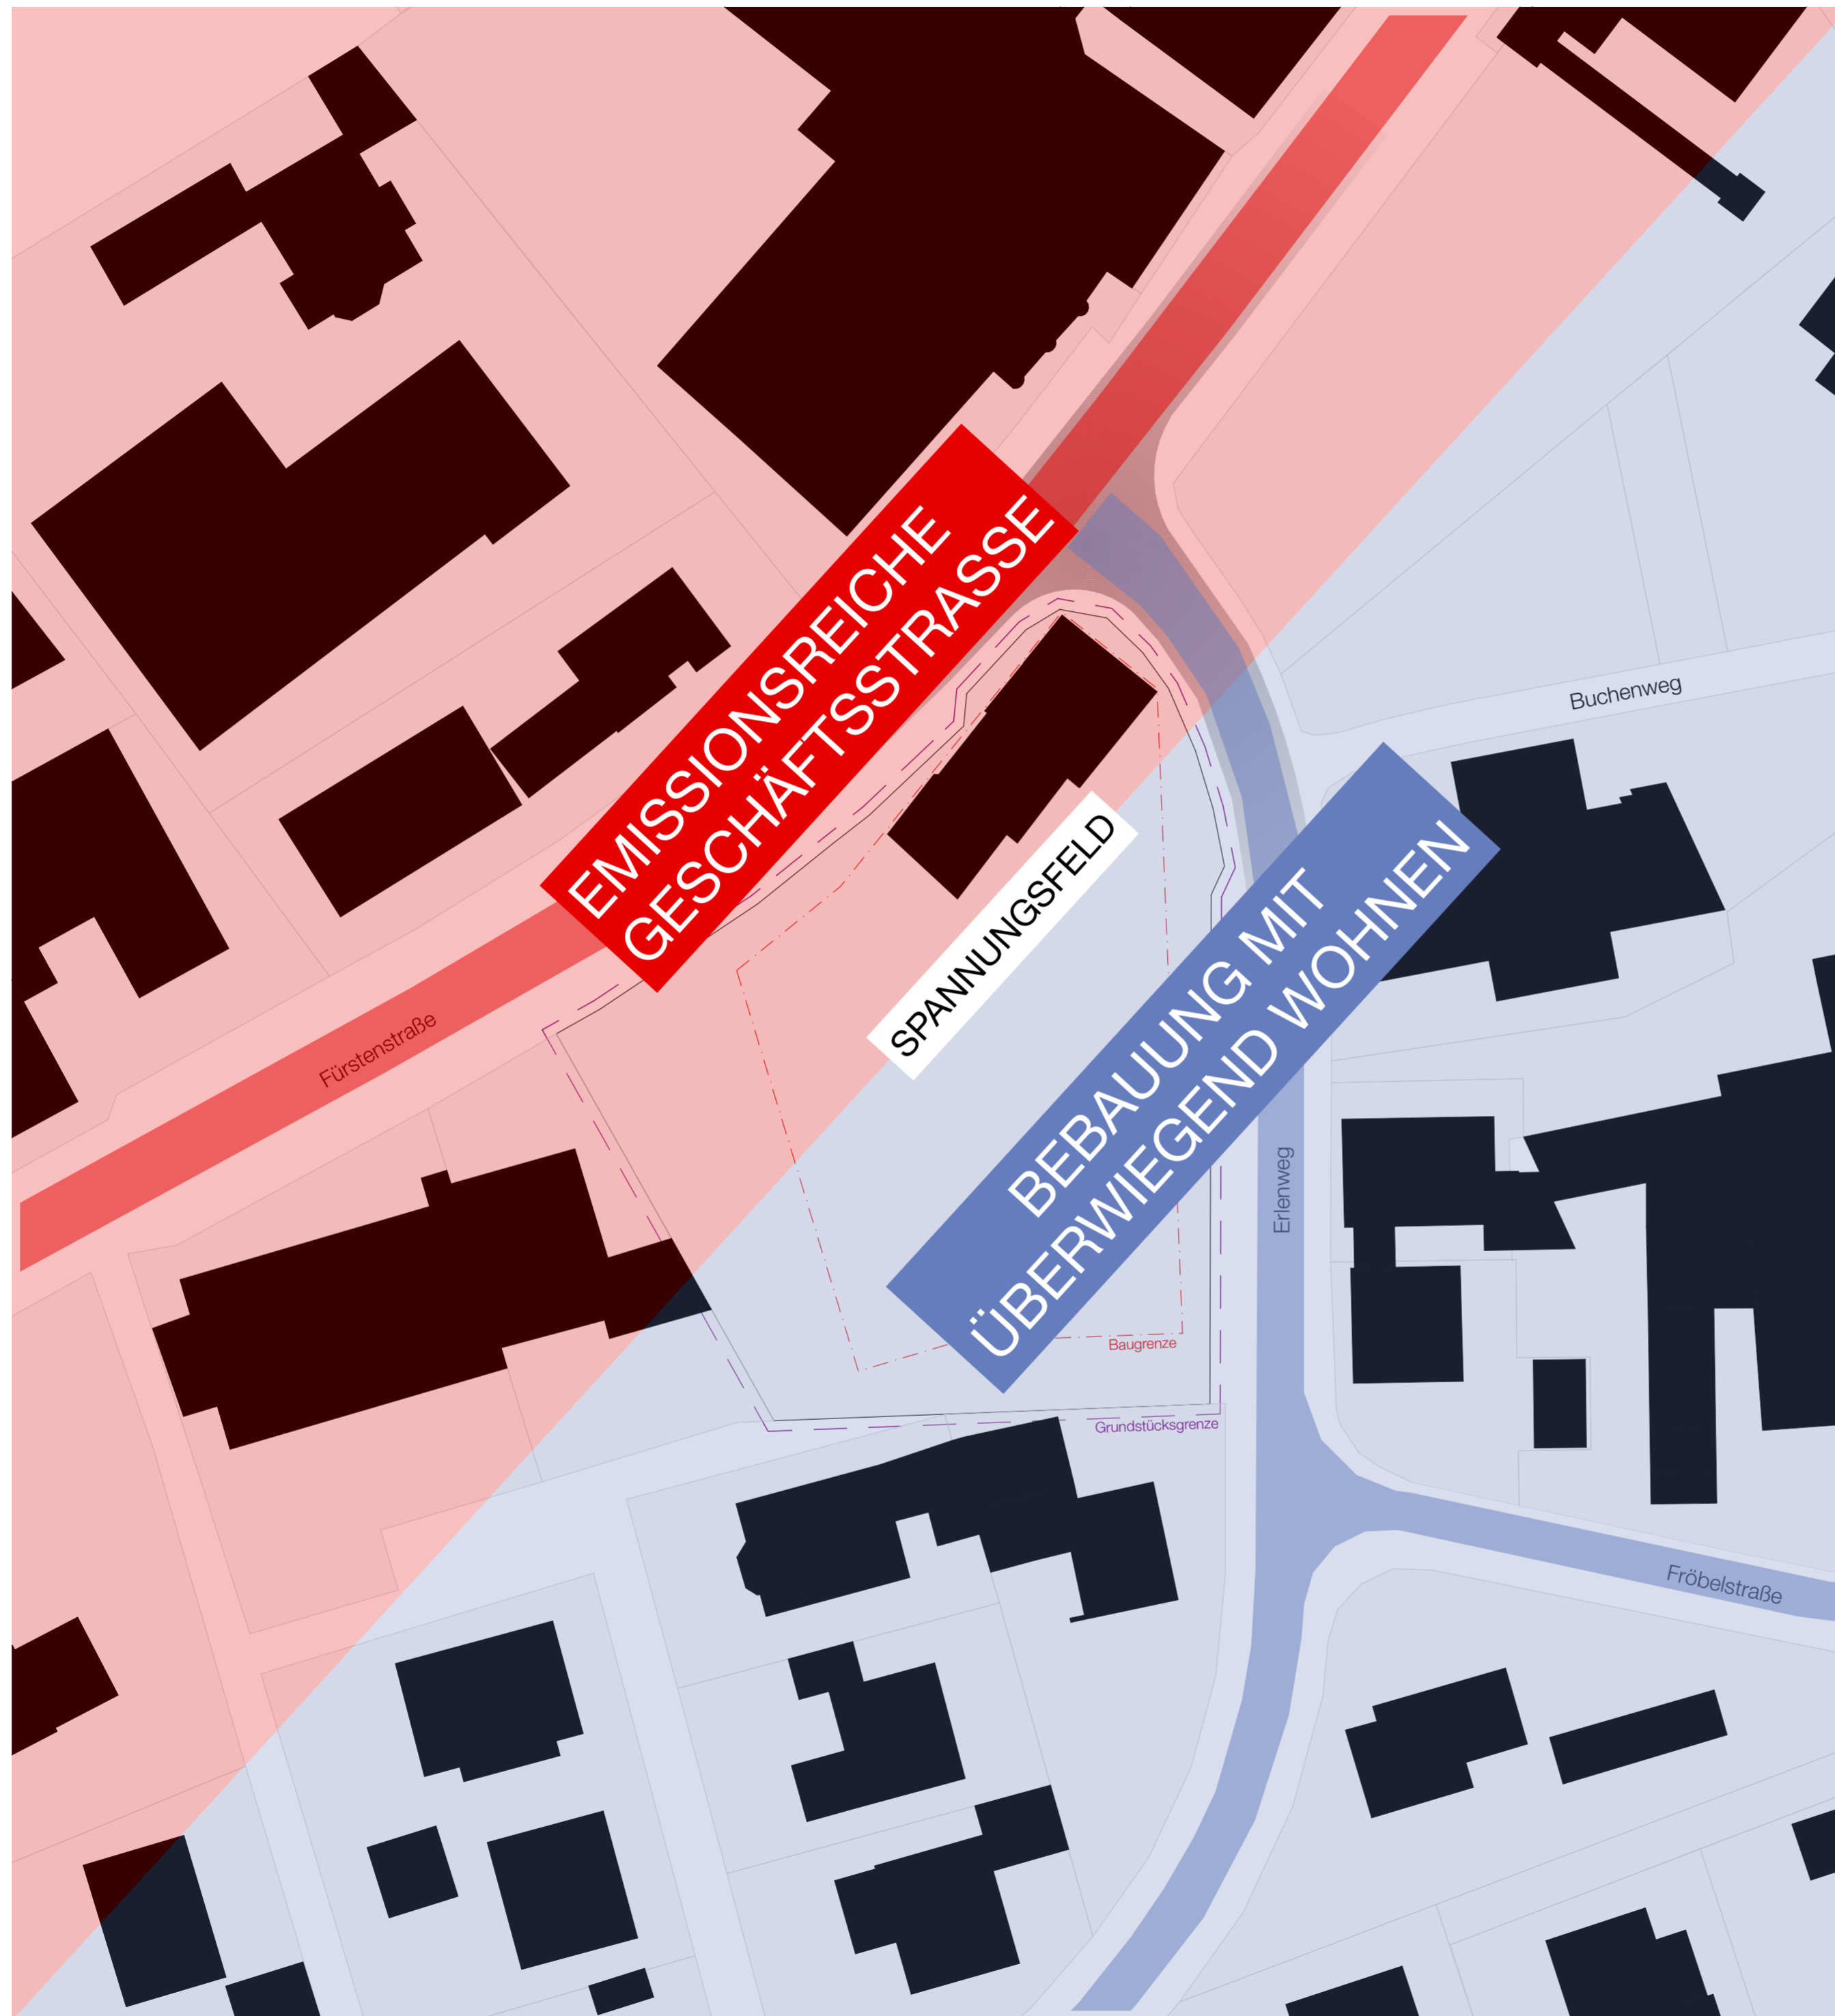 EMISSIONSREICHE
GESCHÄFTSSTRASSE
Buchenweg
SPANNUNGSFELD
BEBAUUNG MIT
ÜBERWIEGEND WOHNEN
Fürstenstraße
Erlenweg
Baugrenze
Grundstücksgrenze
Fröbelstraße